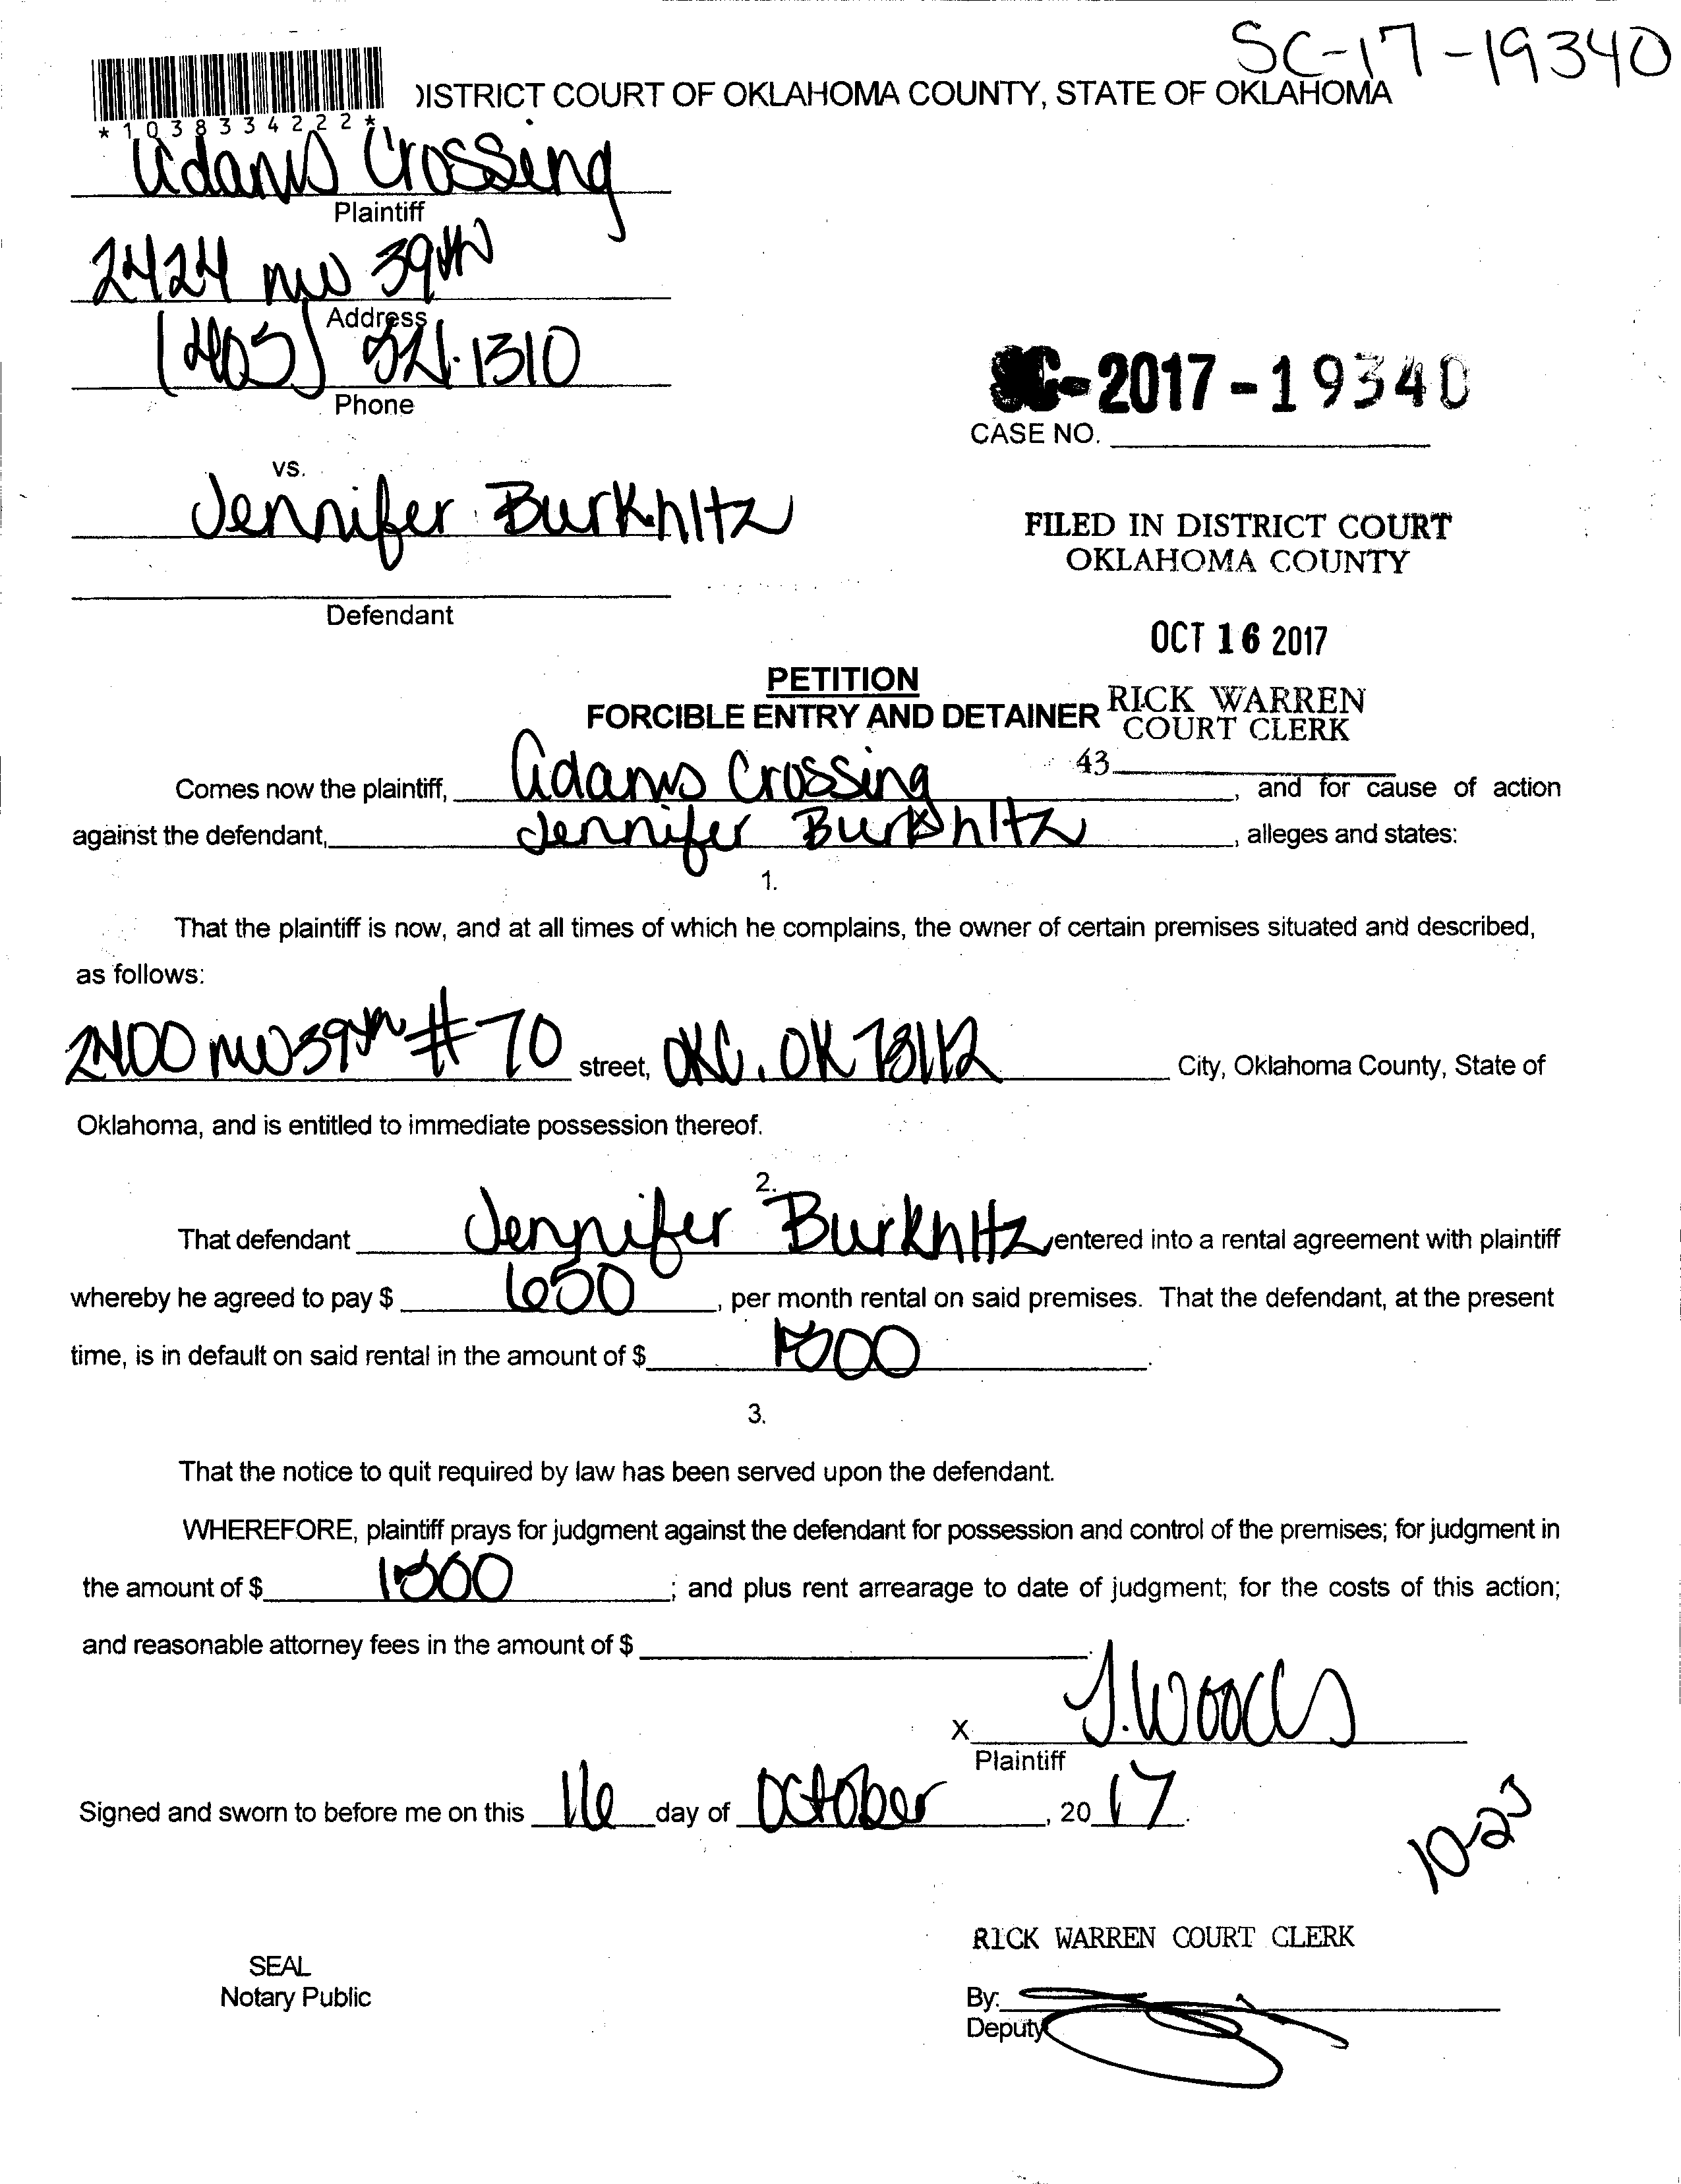 SC-17-19340
DISTRICT COURT OF OKLAHOMA COUNTY, STATE OF OKLAHOMA
*1038334222*
Adams Crossing
Plaintiff
2424 NW 39th
Address
(405) 521-1310
Phone
SC-2017-19340
CASE NO.
vs.
Jennifer Burkhltz
FILED IN DISTRICT COURT
OKLAHOMA COUNTY
Defendant
OCT 16 2017
PETITION
FORCIBLE ENTRY AND DETAINER
RICK WARREN
COURT CLERK
43
Comes now the plaintiff, Adams Crossing, and for cause of action
against the defendant, Jennifer Burkhltz, alleges and states:
1.
That the plaintiff is now, and at all times of which he complains, the owner of certain premises situated and described,
as follows:
2400 NW 39th #70 street, OKC, OK 73112 City, Oklahoma County, State of
Oklahoma, and is entitled to immediate possession thereof.
2.
That defendant Jennifer Burkhltz, entered into a rental agreement with plaintiff
whereby he agreed to pay $ 650, per month rental on said premises. That the defendant, at the present
time, is in default on said rental in the amount of $
3.
That the notice to quit required by law has been served upon the defendant.
WHEREFORE, plaintiff prays for judgment against the defendant for possession and control of the premises; for judgment in
the amount of $ ; and plus rent arrearage to date of judgment; for the costs of this action;
and reasonable attorney fees in the amount of $ .
X J. Woods
Plaintiff
Signed and sworn to before me on this 16 day of October, 2017.
10-23
RICK WARREN COURT CLERK
SEAL
Notary Public
By:
Deputy